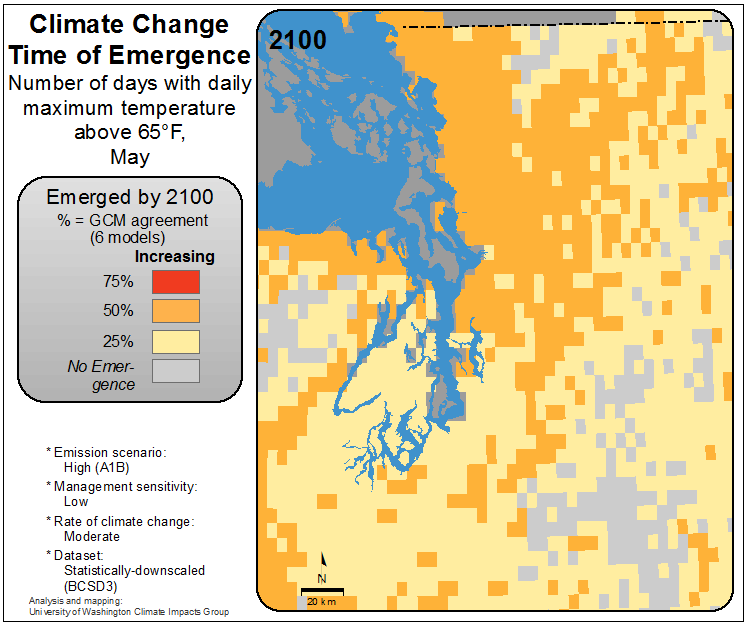 Climate Change
Time of Emergence
Number of days with daily
maximum temperature
above 65°F,
May
Emerged by 2100
% = GCM agreement
(6 models)
Increasing
75%
50%
25%
No Emer-
gence
* Emission scenario:
High (A1B)
* Management sensitivity:
Low
* Rate of climate change:
Moderate
* Dataset:
Statistically-downscaled
(BCSD3)
Analysis and mapping:
University of Washington Climate Impacts Group
2100
N
20 km